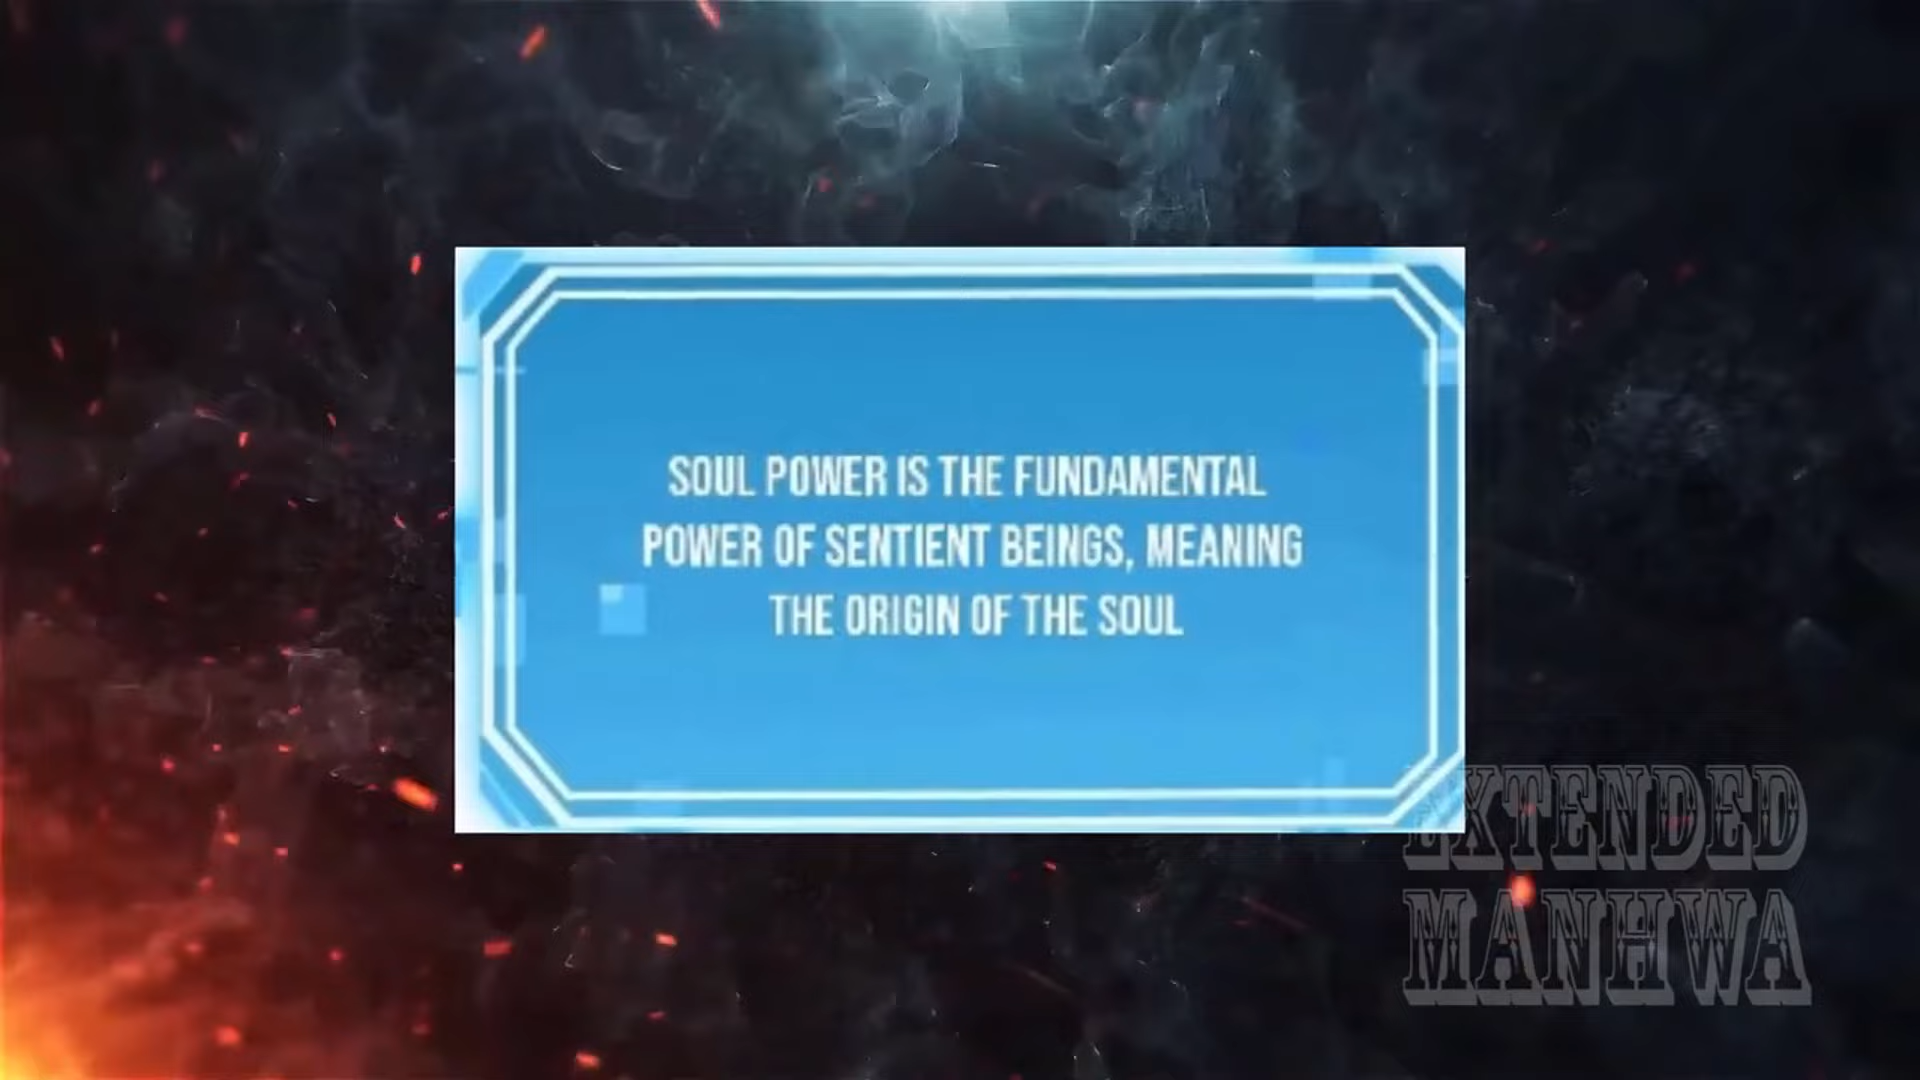 SOUL POWER IS THE FUNDAMENTAL
POWER OF SENTIENT BEINGS, MEANING
THE ORIGIN OF THE SOUL
EXTENDED
MANHWA